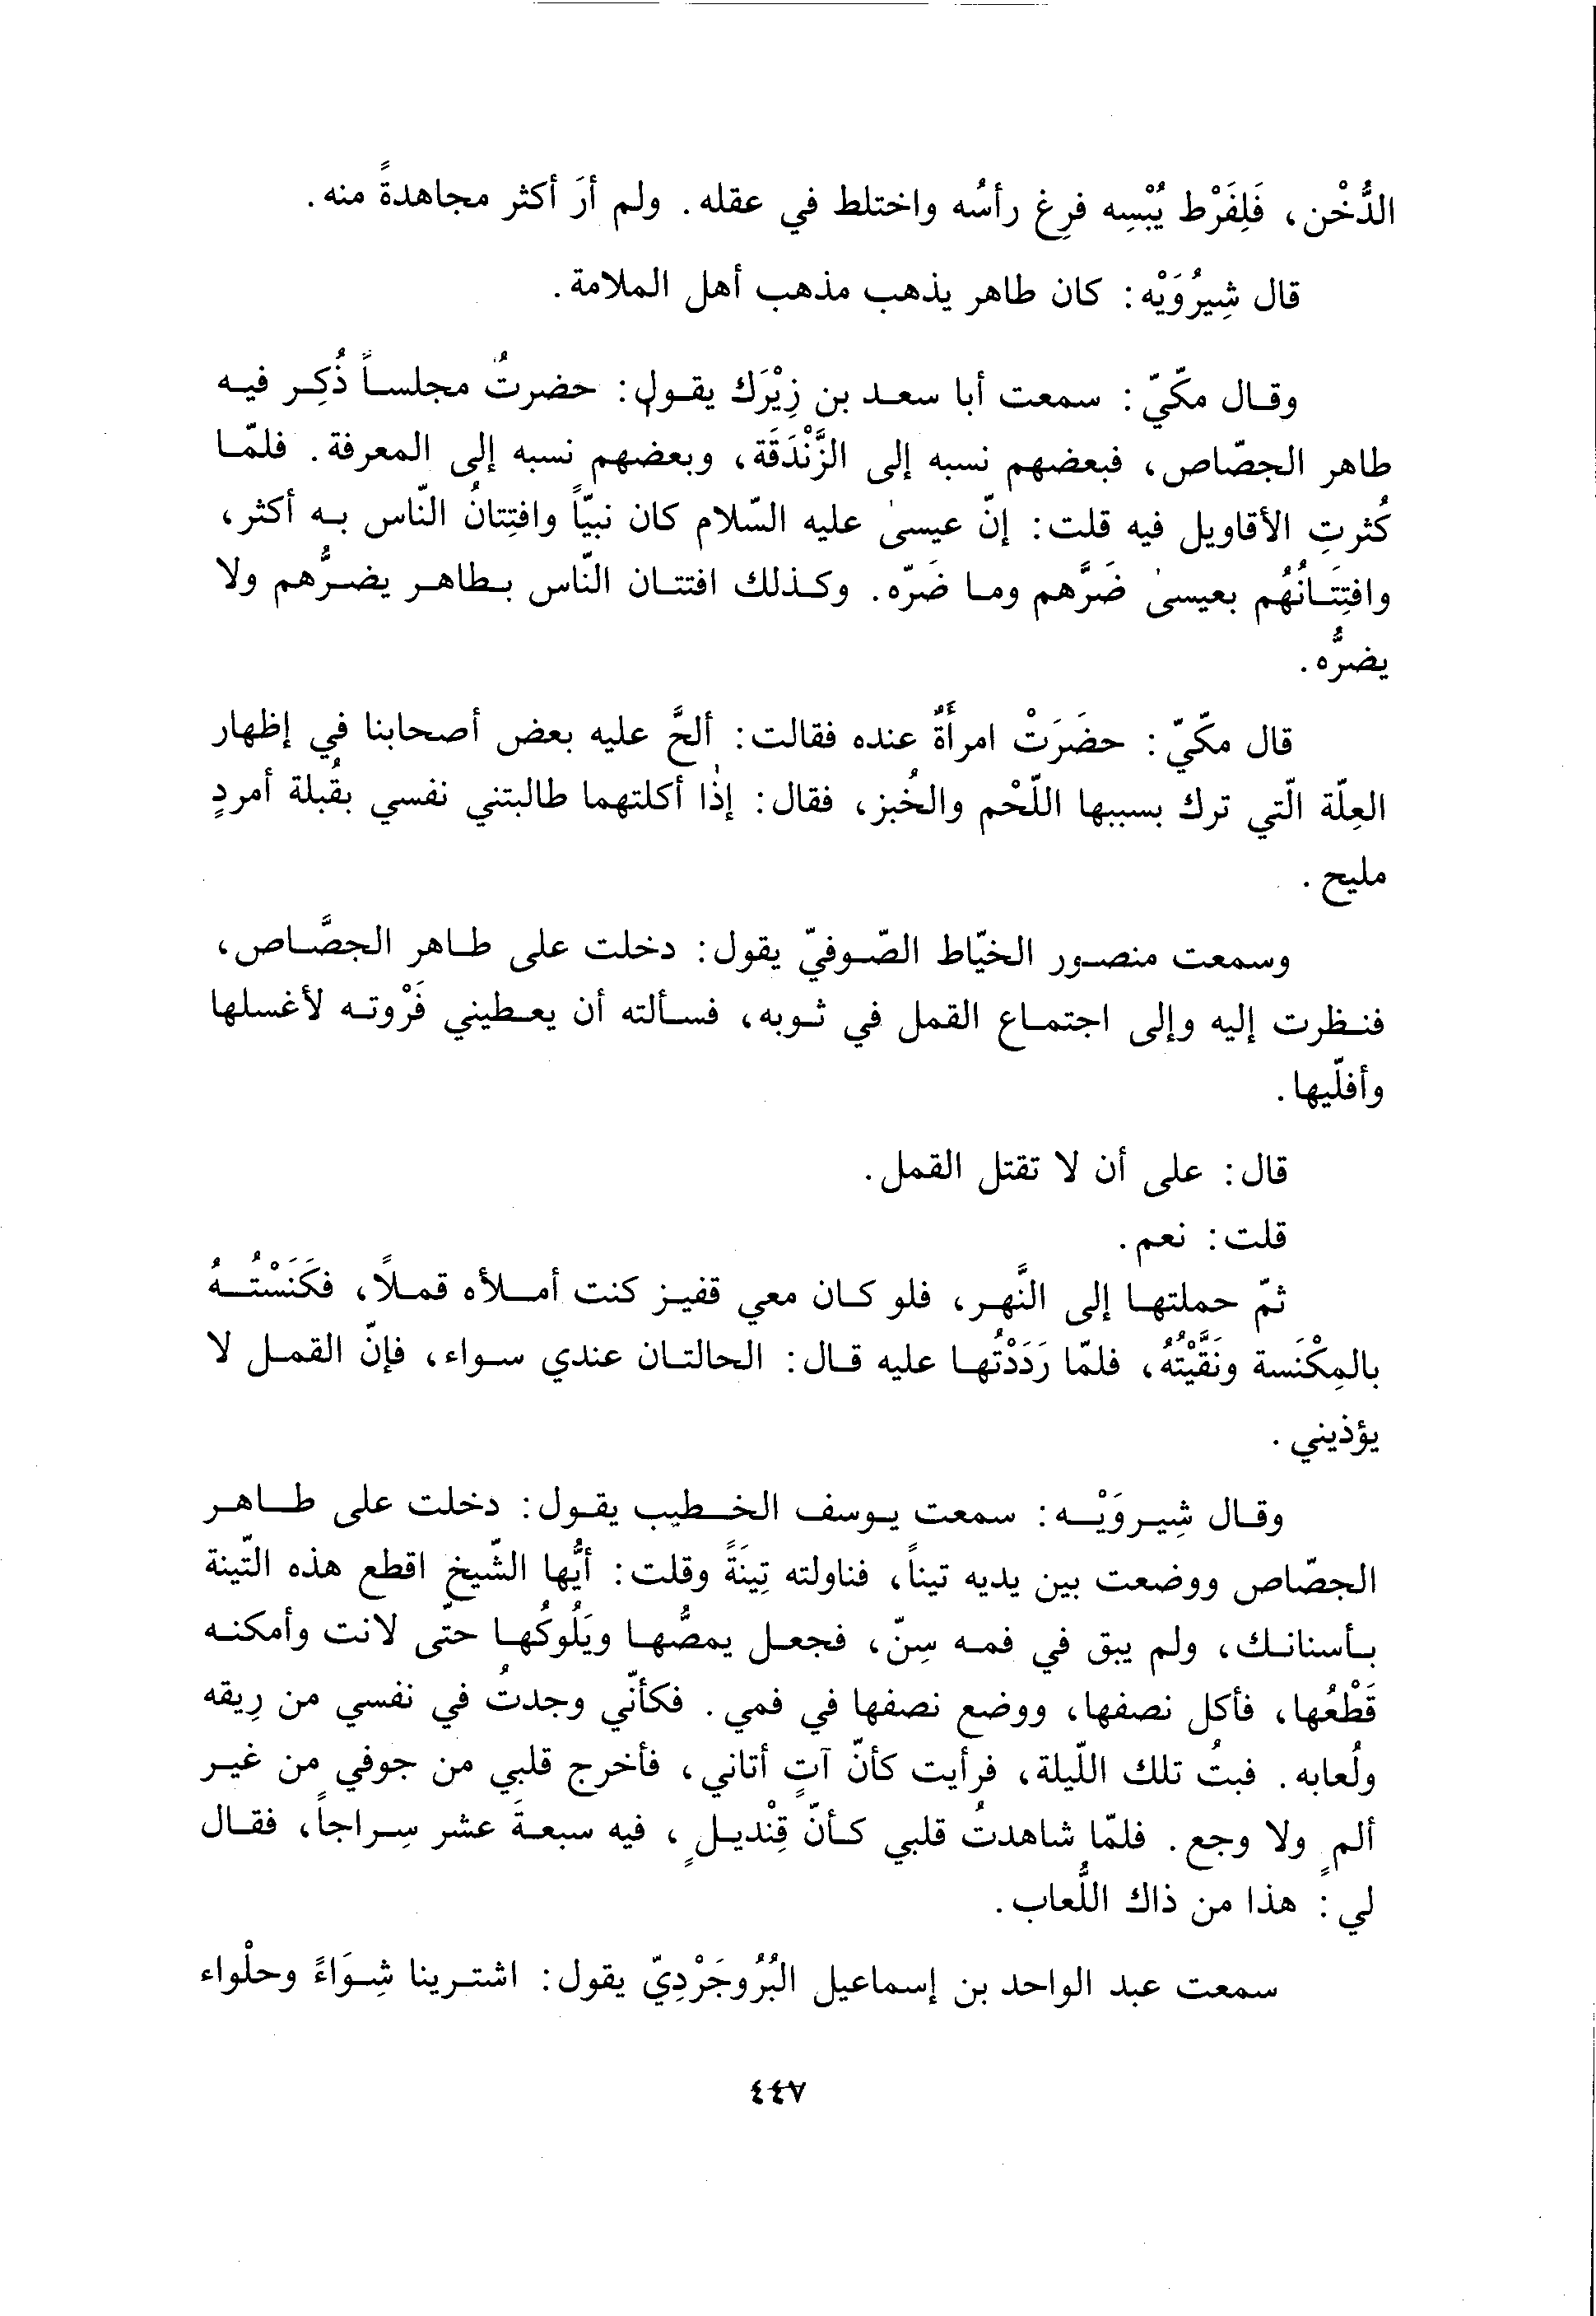 الدُّخْن، فَلِفَرْط يُبْسِه فرِغ رأسُه واختلط في عقله. ولم أرَ أكثر مجاهدةً منه.
قال شِيرُوَيْه: كان طاهر يذهب مذهب أهل الملامة.
وقال مكّيّ: سمعت أبا سعد بن زِيْرَك يقول: حضرتُ مجلساً ذُكِر فيه
طاهر الجصّاص، فبعضهم نسبه إلى الزَّنْدَقَة، وبعضهم نسبه إلى المعرفة. فلمّا
كُثرتِ الأقاويل فيه قلت: إنّ عيسىٰ عليه السّلام كان نبيّاً وافتِتانُ النّاس به أكثر،
وافتِتَانُهُم بعيسىٰ ضَرَّهم وما ضَرّه. وكذلك افتتان النّاس بطاهر يضرُّهم ولا
يضرُّه.
قال مكّيّ: حضَرَتْ امرأَةٌ عنده فقالت: ألحَّ عليه بعض أصحابنا في إظهار
العِلّة الّتي ترك بسببها اللّحْم والخُبز، فقال: إذا أكلتهما طالبتني نفسي بقُبلة أمردٍ
مليح.
وسمعت منصور الخيّاط الصّوفيّ يقول: دخلت على طاهر الجصَّاص،
فنظرت إليه وإلى اجتماع القمل في ثوبه، فسألته أن يعطيني فَرْوته لأغسلها
وأفلّيها.
قال: على أن لا تقتل القمل.
قلت: نعم.
ثمّ حملتها إلى النَّهر، فلو كان معي قفيز كنت أملأه قملاً، فكَنَسْتُهُ
بالمِكْنَسة ونَقَّيْتُهُ، فلمّا رَدَدْتُها عليه قال: الحالتان عندي سواء، فإنّ القمل لا
يؤذيني.
وقال شِيرِوَيْه: سمعت يوسف الخطيب يقول: دخلت على طاهر
الجصّاص ووضعت بين يديه تيناً، فناولته تِينَةً وقلت: أيُّها الشّيخ اقطع هذه التّينة
بأسنانك، ولم يبق في فمه سِنّ، فجعل يمصُّها ويَلُوكُها حتّى لانت وأمكنه
قَطْعُها، فأكل نصفها، ووضع نصفها في فمي. فكأنّي وجدتُ في نفسي من رِيقه
ولُعابه. فبتُ تلك اللّيلة، فرأيت كأنّ آتٍ أتاني، فأخرج قلبي من جوفي من غير
ألمٍ ولا وجع. فلمّا شاهدتُ قلبي كأنّ قِنْديلٍ، فيه سبعةَ عشر سِراجاً، فقال
لي: هذا من ذاك اللُّعاب.
سمعت عبد الواحد بن إسماعيل البُرُوجَرْدِيّ يقول: اشترينا شِوَاءً وحلْواء
٤٤٧